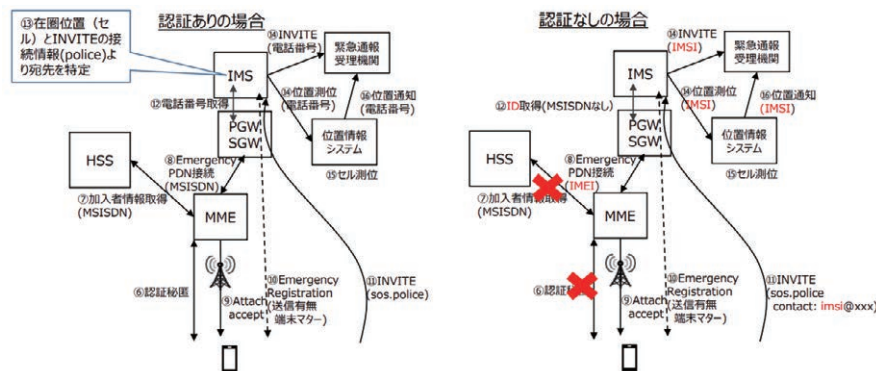 認証ありの場合
⑬在圏位置（セ
ル）とINVITEの接
続情報(police)よ
り宛先を特定
⑭INVITE
(電話番号)
緊急通報
受理機関
IMS
⑭位置測位
(電話番号)
⑯位置通知
(電話番号)
⑫電話番号取得
PGW
SGW
位置情報
システム
⑮セル測位
HSS
⑧Emergency
PDN接続
(MSISDN)
⑦加入者情報取得
(MSISDN)
MME
⑥認証秘匿
⑨Attach
accept
⑩Emergency
Registration
(送信有無
端末マター)
⑪INVITE
(sos.police)
認証なしの場合
⑭INVITE
(IMSI)
緊急通報
受理機関
IMS
⑭位置測位
(IMSI)
⑯位置通知
(IMSI)
⑫ID取得(MSISDNなし)
PGW
SGW
位置情報
システム
⑮セル測位
HSS
⑧Emergency
PDN接続
(IMEI)
⑦加入者情報取得
(MSISDN)
MME
⑥認証秘匿
⑨Attach
accept
⑩Emergency
Registration
(送信有無
端末マター)
⑪INVITE
(sos.police
contact: imsi@xxx)